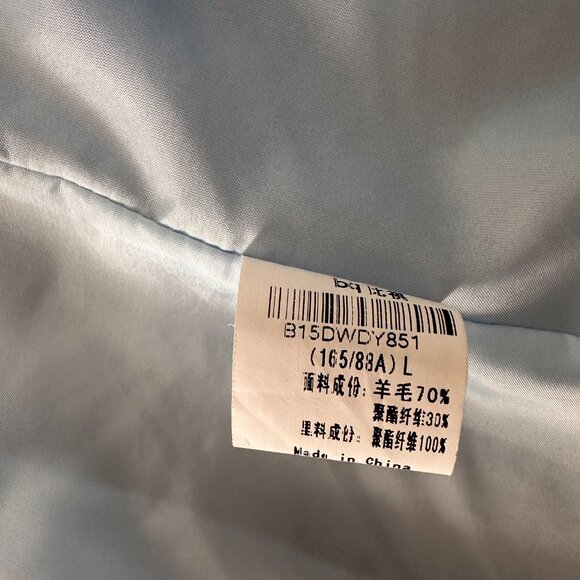 B15DWDY851
(165/88A) L
面料成份: 羊毛70%
聚酯纤维30%
里料成份: 聚酯纤维100%
Made in China